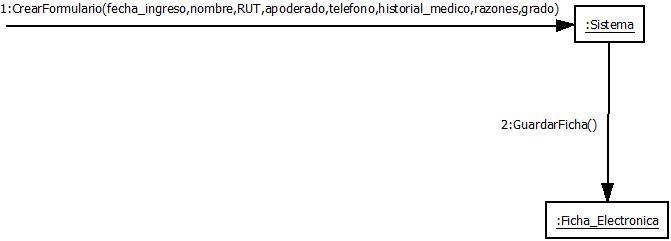 1:CrearFormulario(fecha_ingreso,nombre,RUT,apoderado,telefono,historial_medico,razones,grado)
:Sistema
2:GuardarFicha()
:Ficha_Electronica